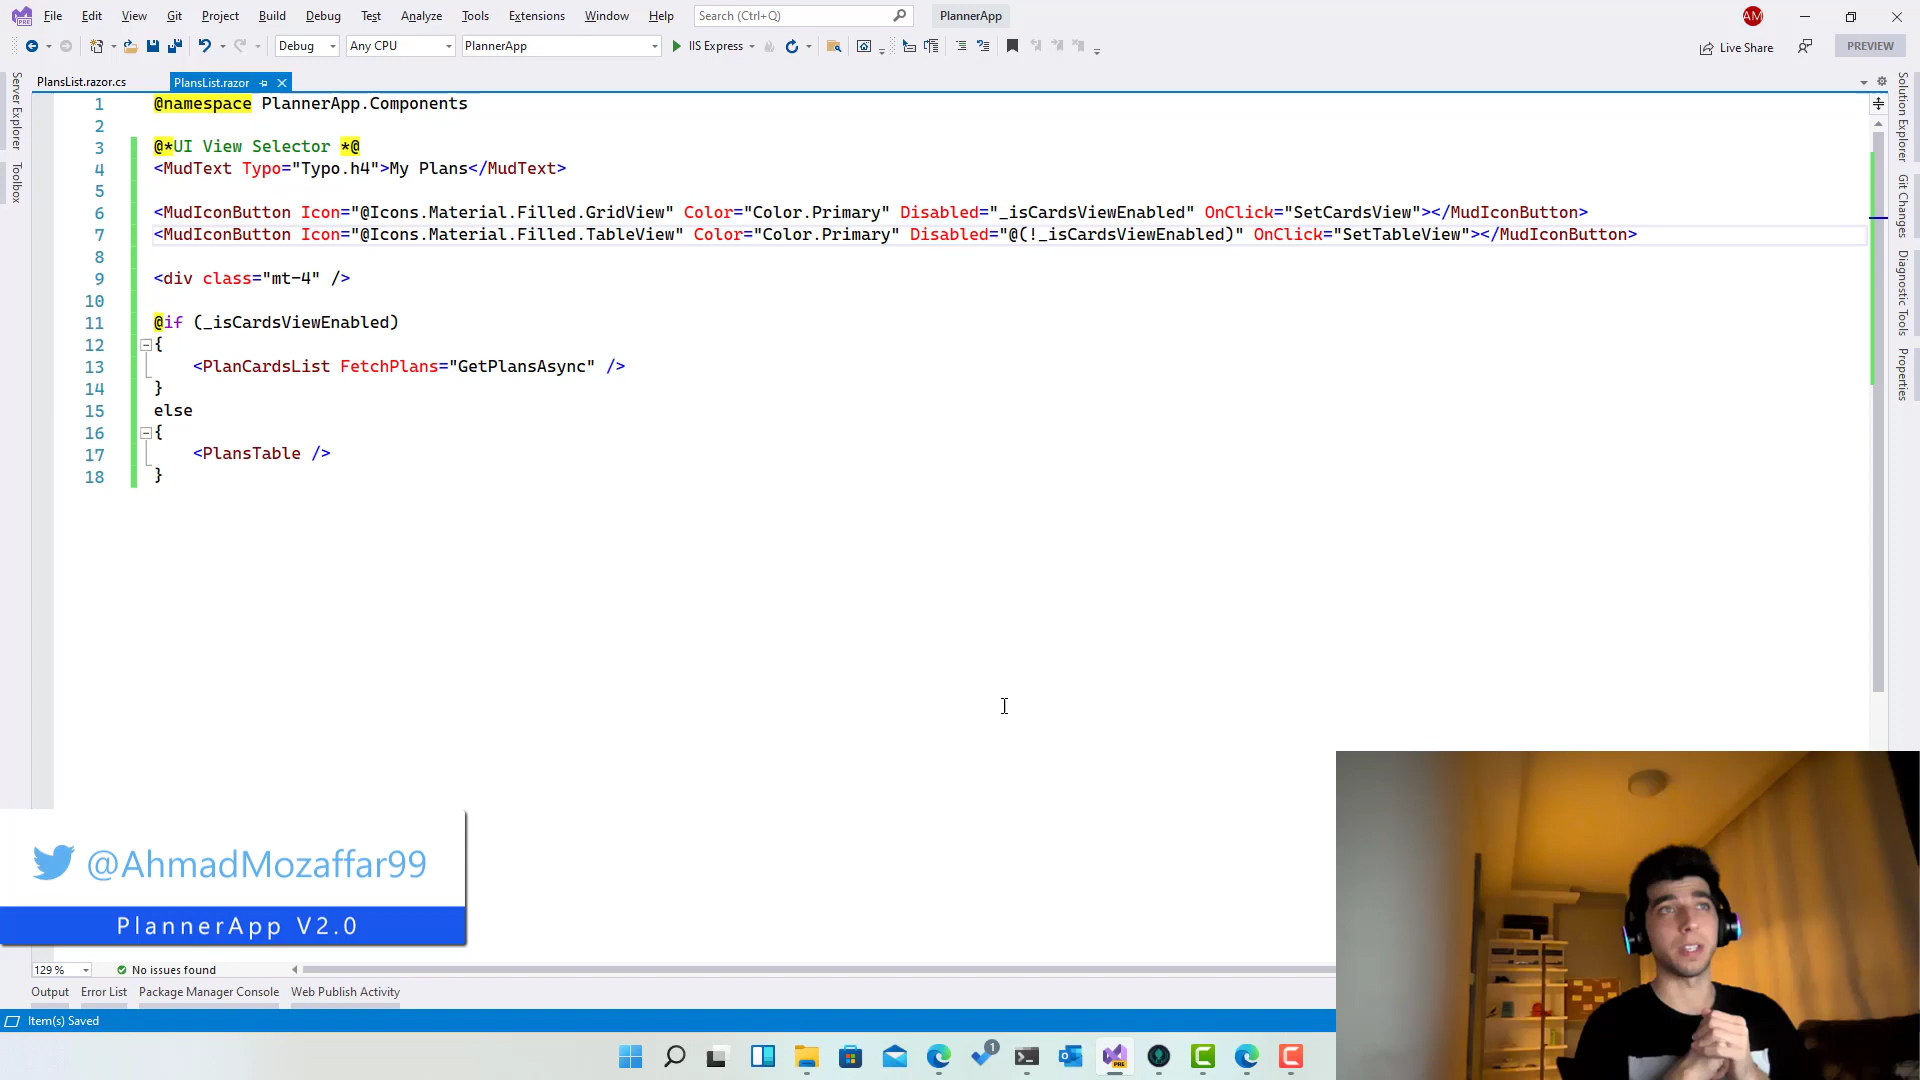 File Edit View Git Project Build Debug Test Analyze Tools Extensions Window Help Search (Ctrl+Q) PlannerApp AM
Debug Any CPU PlannerApp IIS Express Live Share PREVIEW
PlansList.razor.cs PlansList.razor
Server Explorer
Toolbox
Solution Explorer
Git Changes
Diagnostic Tools
Properties
1 @namespace PlannerApp.Components
2
3 @*UI View Selector *@
4 <MudText Typo="Typo.h4">My Plans</MudText>
5
6 <MudIconButton Icon="@Icons.Material.Filled.GridView" Color="Color.Primary" Disabled="_isCardsViewEnabled" OnClick="SetCardsView"></MudIconButton>
7 <MudIconButton Icon="@Icons.Material.Filled.TableView" Color="Color.Primary" Disabled="@(!_isCardsViewEnabled)" OnClick="SetTableView"></MudIconButton>
8
9 <div class="mt-4" />
10
11 @if (_isCardsViewEnabled)
12 {
13 <PlanCardsList FetchPlans="GetPlansAsync" />
14 }
15 else
16 {
17 <PlansTable />
18 }
@AhmadMozaffar99
PlannerApp V2.0
129 % No issues found
Output Error List Package Manager Console Web Publish Activity
Item(s) Saved
1